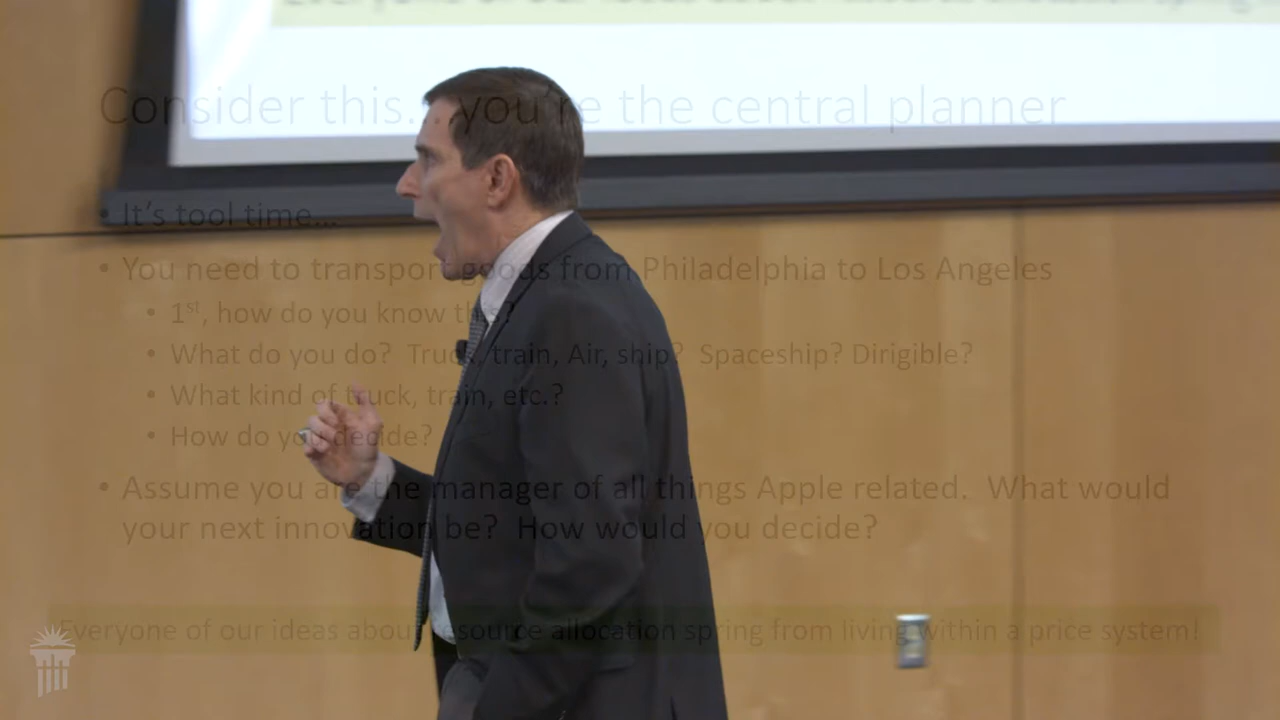 Consider this... you're the central planner
• It's tool time...
• You need to transport goods from Philadelphia to Los Angeles
• 1st, how do you know this?
• What do you do? Truck, train, Air, ship? Spaceship? Dirigible?
• What kind of truck, train, etc.?
• How do you decide?
• Assume you are the manager of all things Apple related. What would
your next innovation be? How would you decide?
Everyone of our ideas about resource allocation spring from living within a price system!